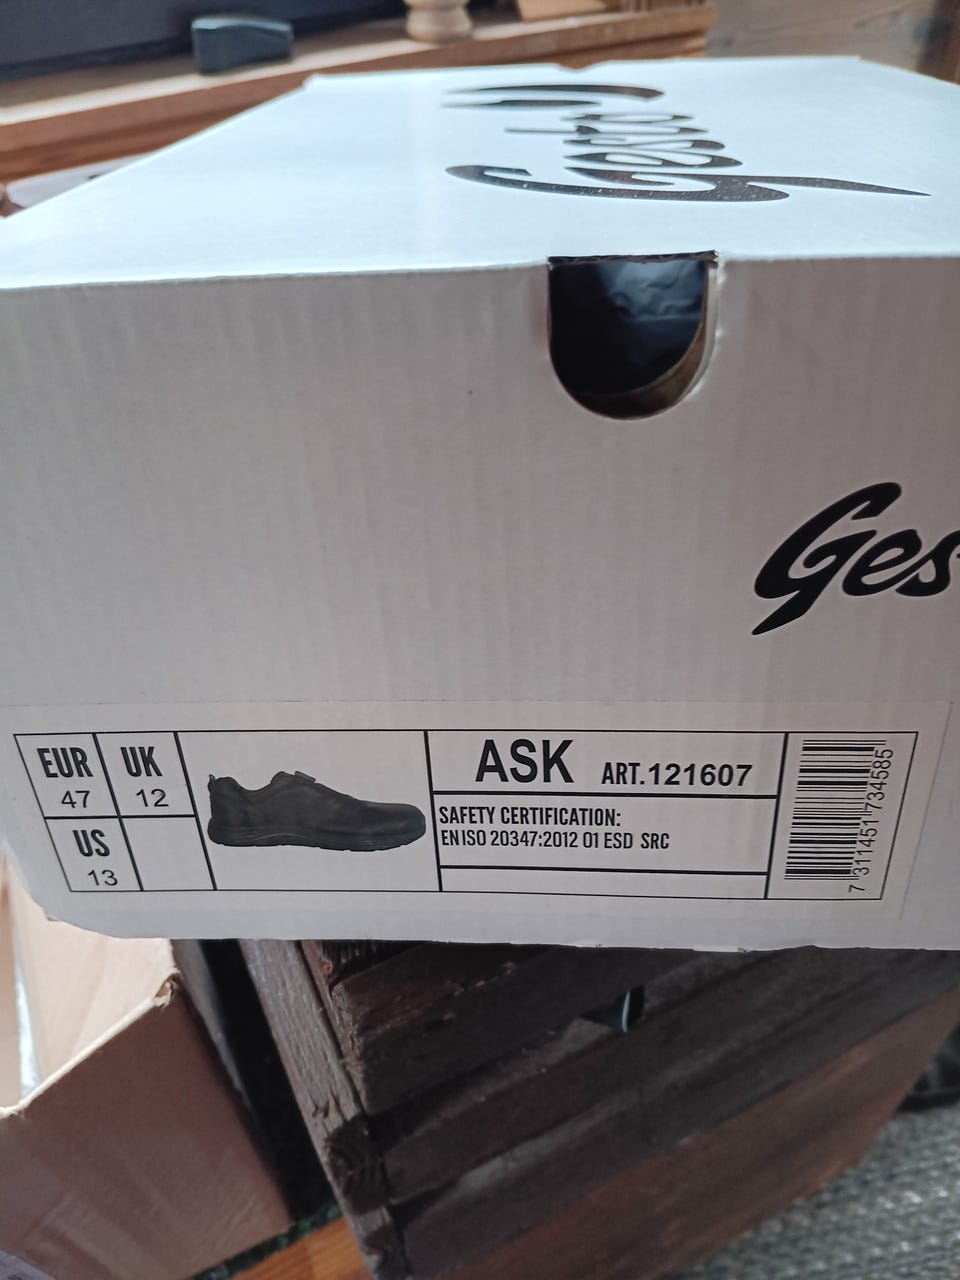 Gesto
Ges
EUR
47
UK
12
US
13
ASK ART.121607
SAFETY CERTIFICATION:
EN ISO 20347:2012 01 ESD SRC
7 311451 734585